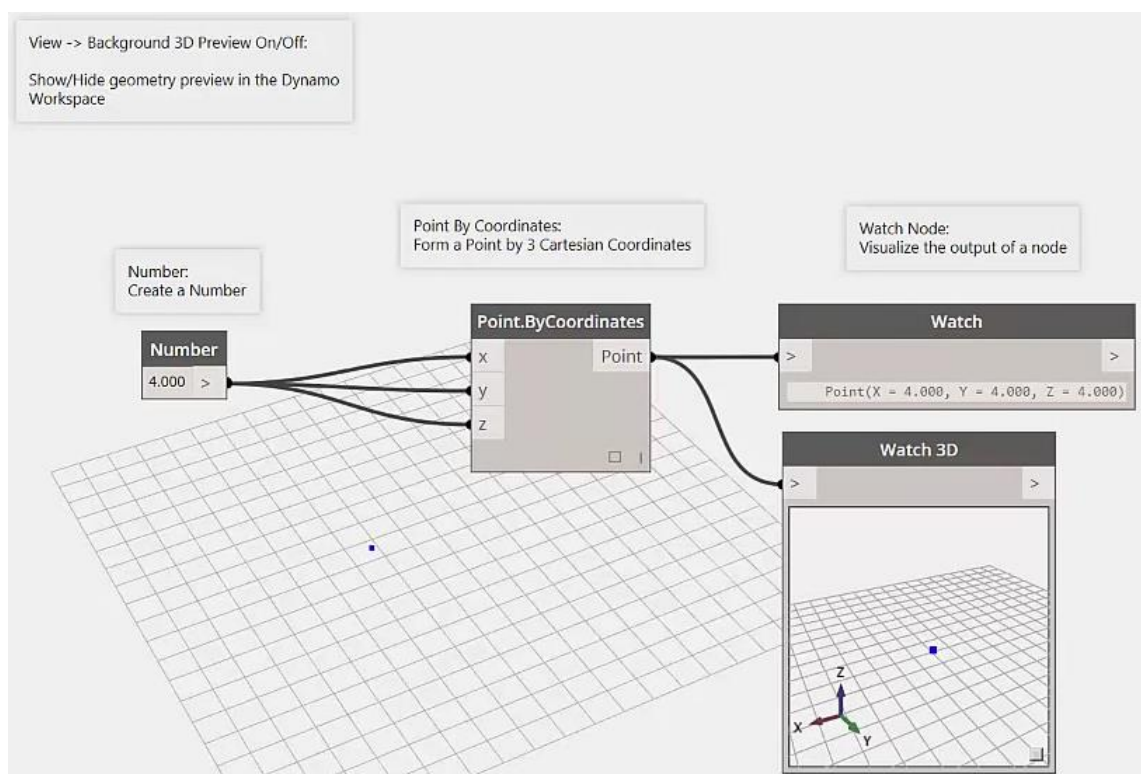 View -> Background 3D Preview On/Off:
Show/Hide geometry preview in the Dynamo
Workspace
Point By Coordinates:
Form a Point by 3 Cartesian Coordinates
Watch Node:
Visualize the output of a node
Number:
Create a Number
Number
4.000 >
Point.ByCoordinates
x
y
z
Point
Watch
> >
Point(X = 4.000, Y = 4.000, Z = 4.000)
Watch 3D
> >
Z
X
Y